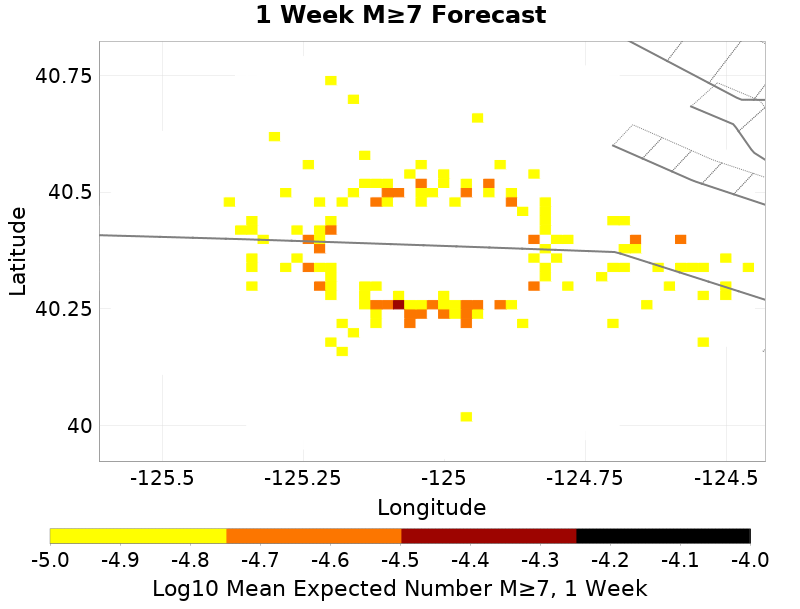 1 Week M≥7 Forecast
40.75
40.5
40.25
40
Latitude
-125.5 -125.25 -125 -124.75 -124.5
Longitude
-5.0 -4.9 -4.8 -4.7 -4.6 -4.5 -4.4 -4.3 -4.2 -4.1 -4.0
Log10 Mean Expected Number M≥7, 1 Week